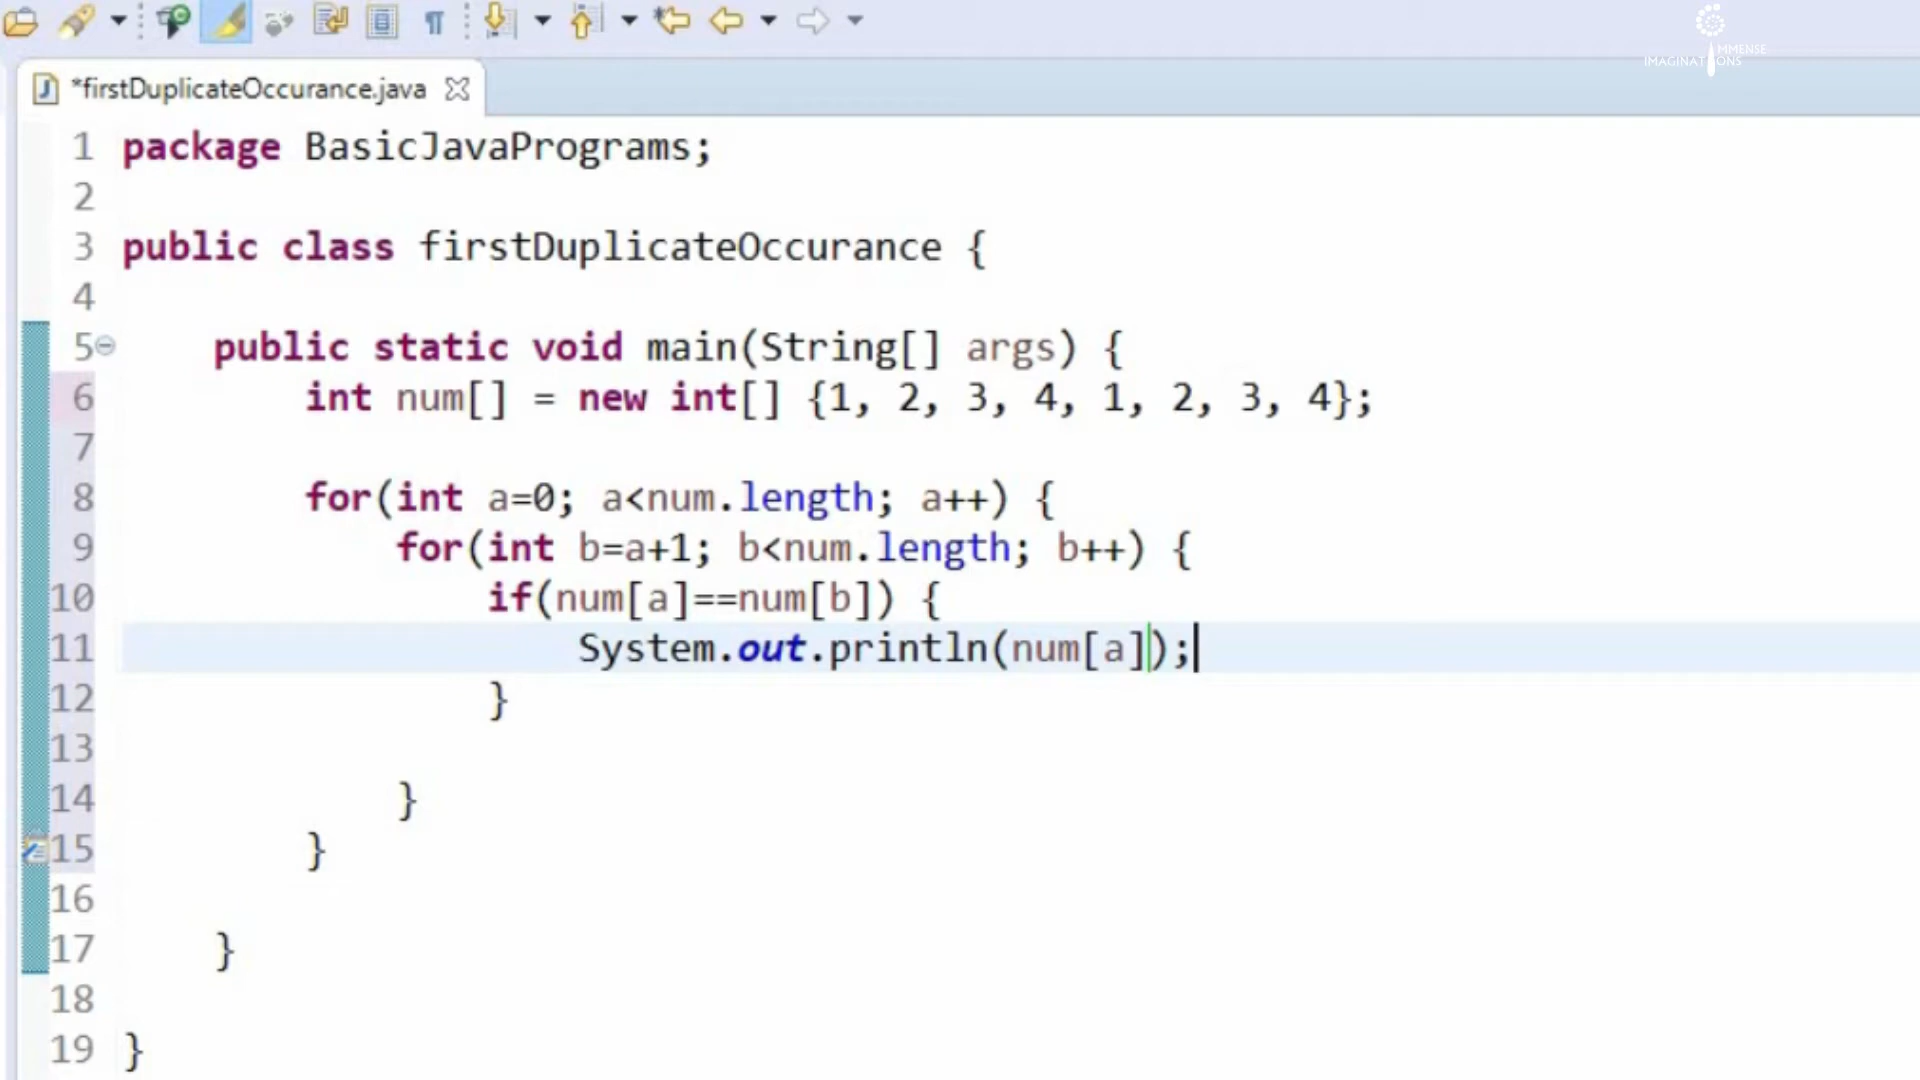 MMENSE
IMAGINAT ONS
*firstDuplicateOccurance.java
1 package BasicJavaPrograms;
2
3 public class firstDuplicateOccurance {
4
5 public static void main(String[] args) {
6 int num[] = new int[] {1, 2, 3, 4, 1, 2, 3, 4};
7
8 for(int a=0; a<num.length; a++) {
9 for(int b=a+1; b<num.length; b++) {
10 if(num[a]==num[b]) {
11 System.out.println(num[a]);
12 }
13
14 }
15 }
16
17 }
18
19 }